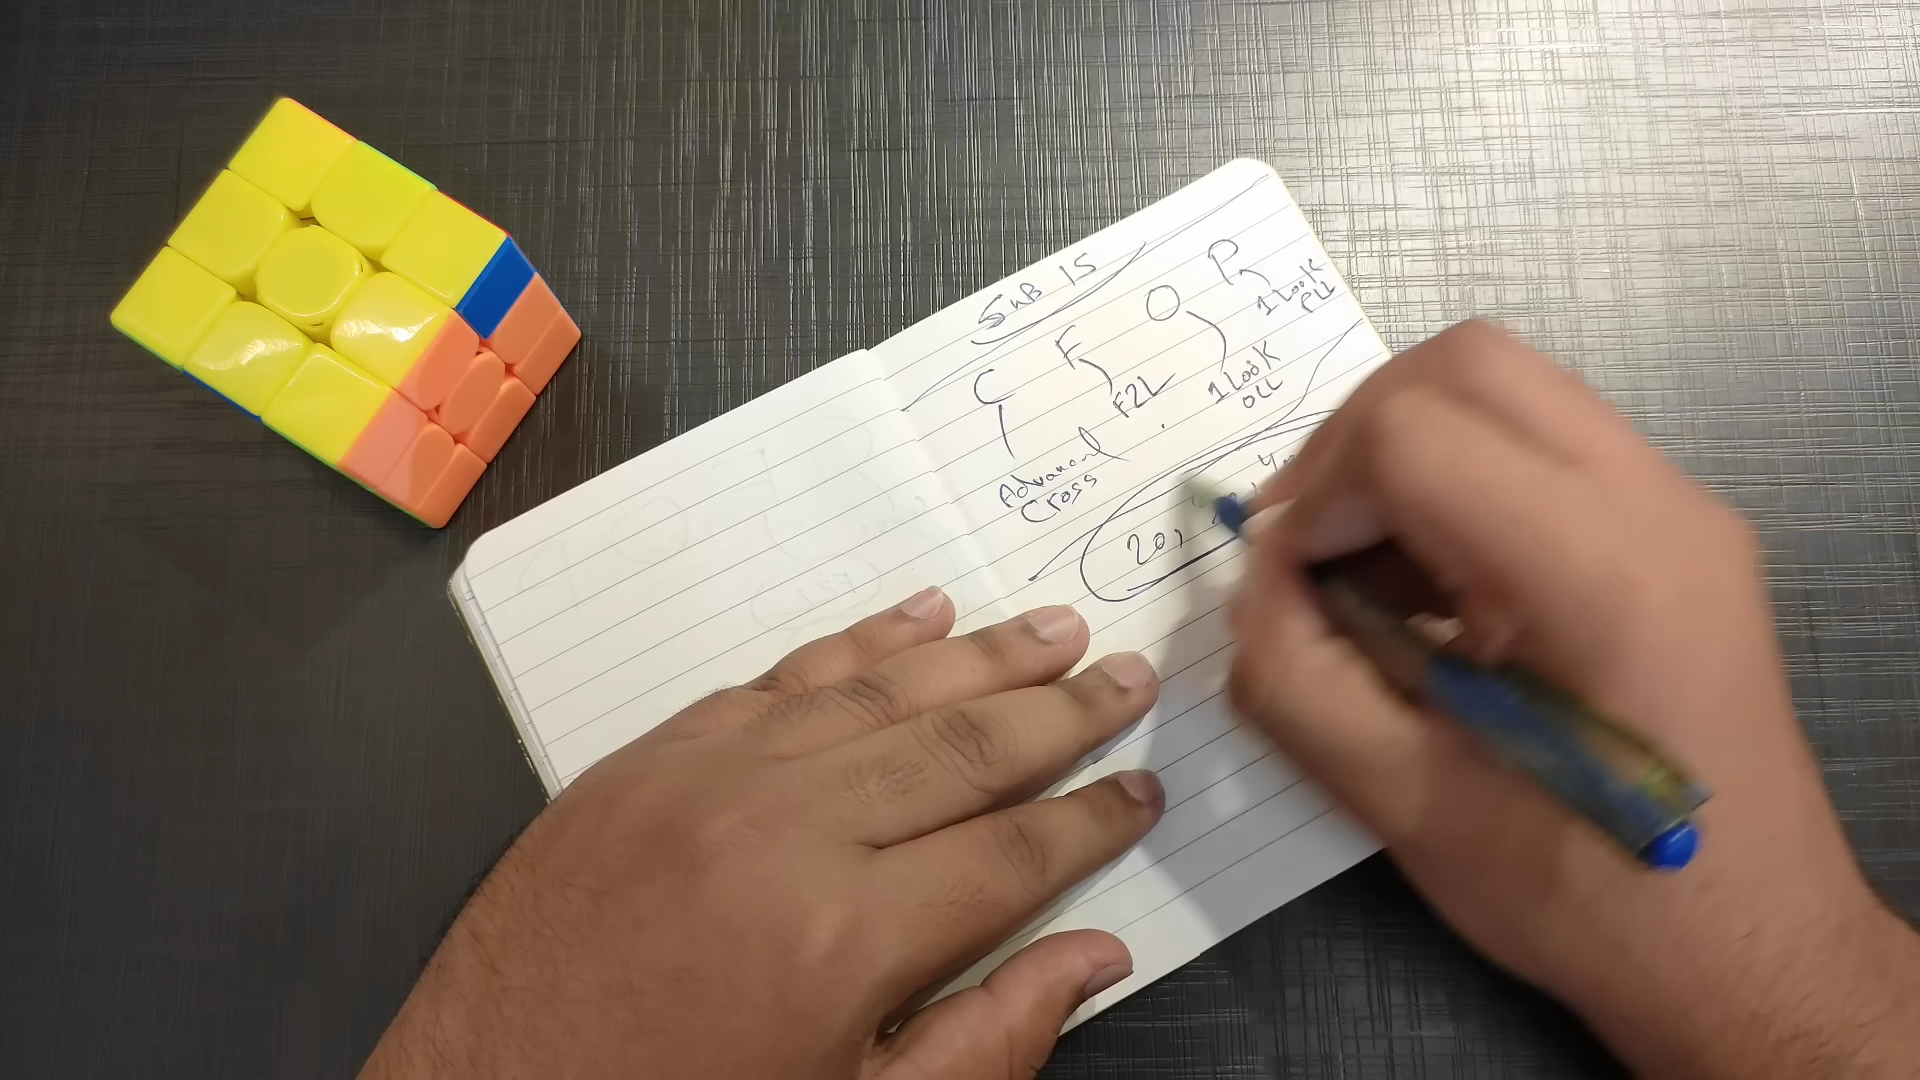 SUB 15
C F O P
Advanced Cross
F2L
1 Look OLL
1 Look PLL
20,